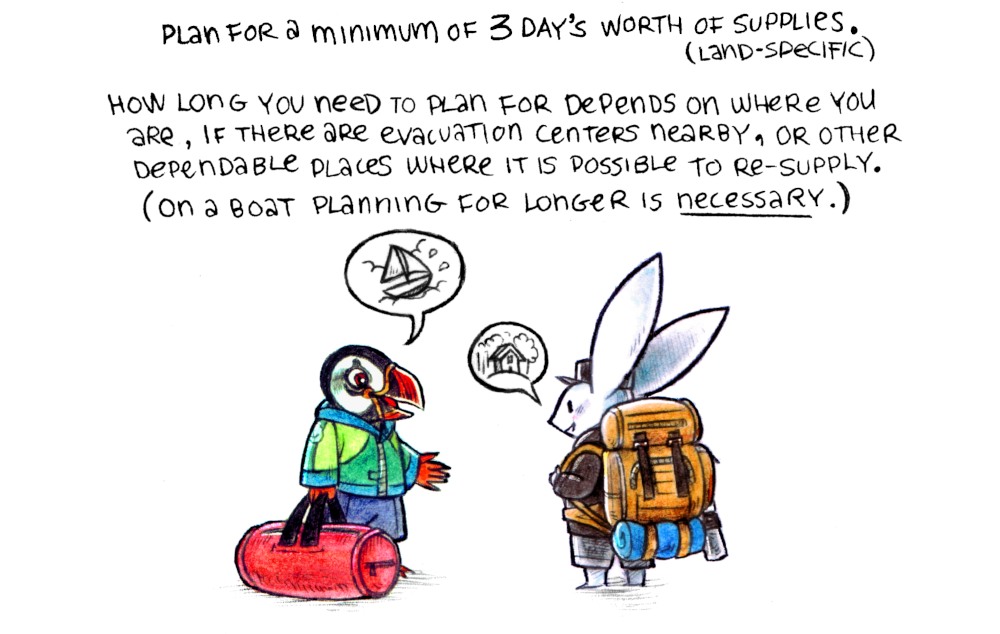 PLAN FOR a minimum OF 3 DAY'S WORTH OF SUPPLIES.
(LAND-SPECIFIC)
HOW LONG YOU NEED TO PLAN FOR DEPENDS ON WHERE YOU
ARE, IF THERE ARE EVACUATION CENTERS NEARBY, OR OTHER
DEPENDABLE PLACES WHERE IT IS POSSIBLE TO RE-SUPPLY.
(ON A BOAT PLANNING FOR LONGER IS NECESSARY.)